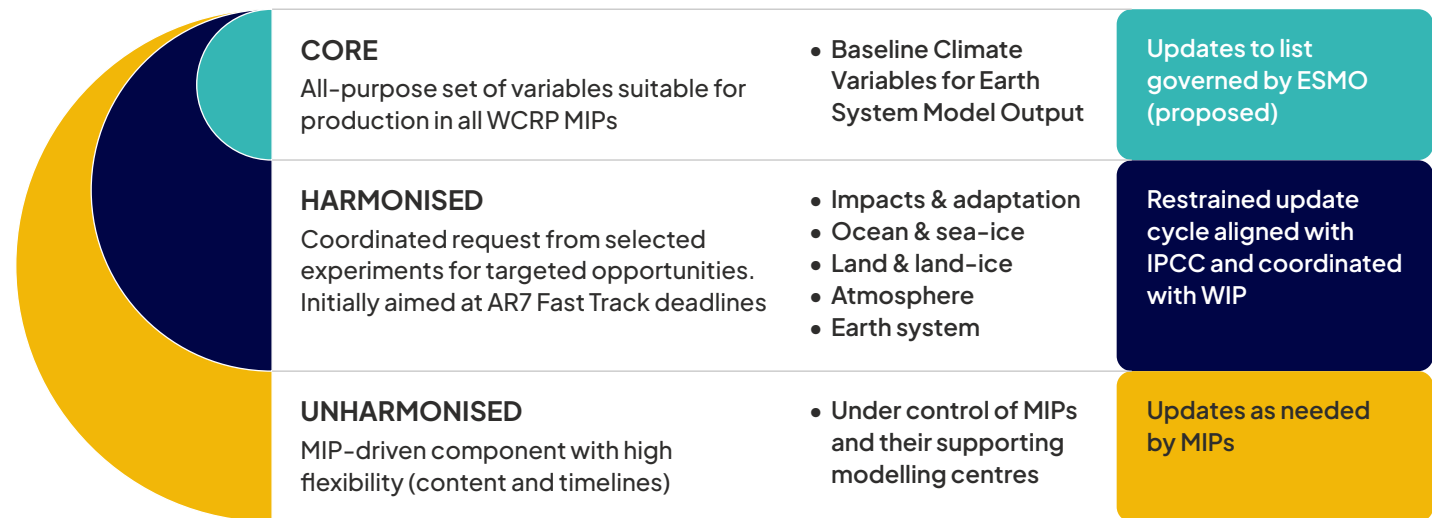 CORE
All-purpose set of variables suitable for
production in all WCRP MIPs
• Baseline Climate
Variables for Earth
System Model Output
Updates to list
governed by ESMO
(proposed)
HARMONISED
Coordinated request from selected
experiments for targeted opportunities.
Initially aimed at AR7 Fast Track deadlines
• Impacts & adaptation
• Ocean & sea-ice
• Land & land-ice
• Atmosphere
• Earth system
Restrained update
cycle aligned with
IPCC and coordinated
with WIP
UNHARMONISED
MIP-driven component with high
flexibility (content and timelines)
• Under control of MIPs
and their supporting
modelling centres
Updates as needed
by MIPs